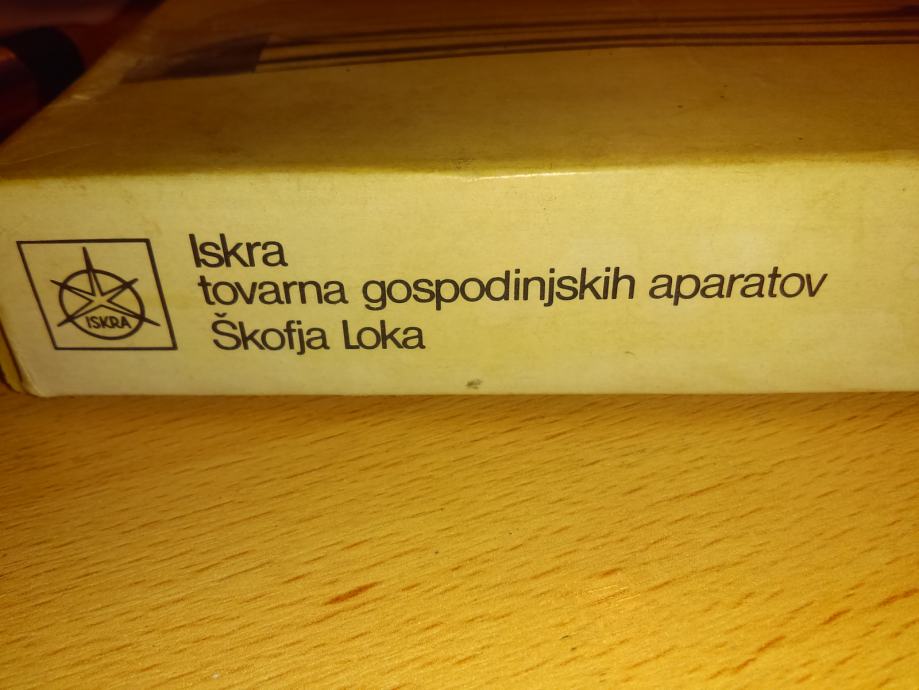 ISKRA
Iskra
tovarna gospodinjskih aparatov
Škofja Loka